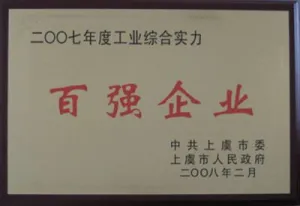 二〇〇七年度工业综合实力
百强企业
中共上虞市委
上虞市人民政府
二〇〇八年二月